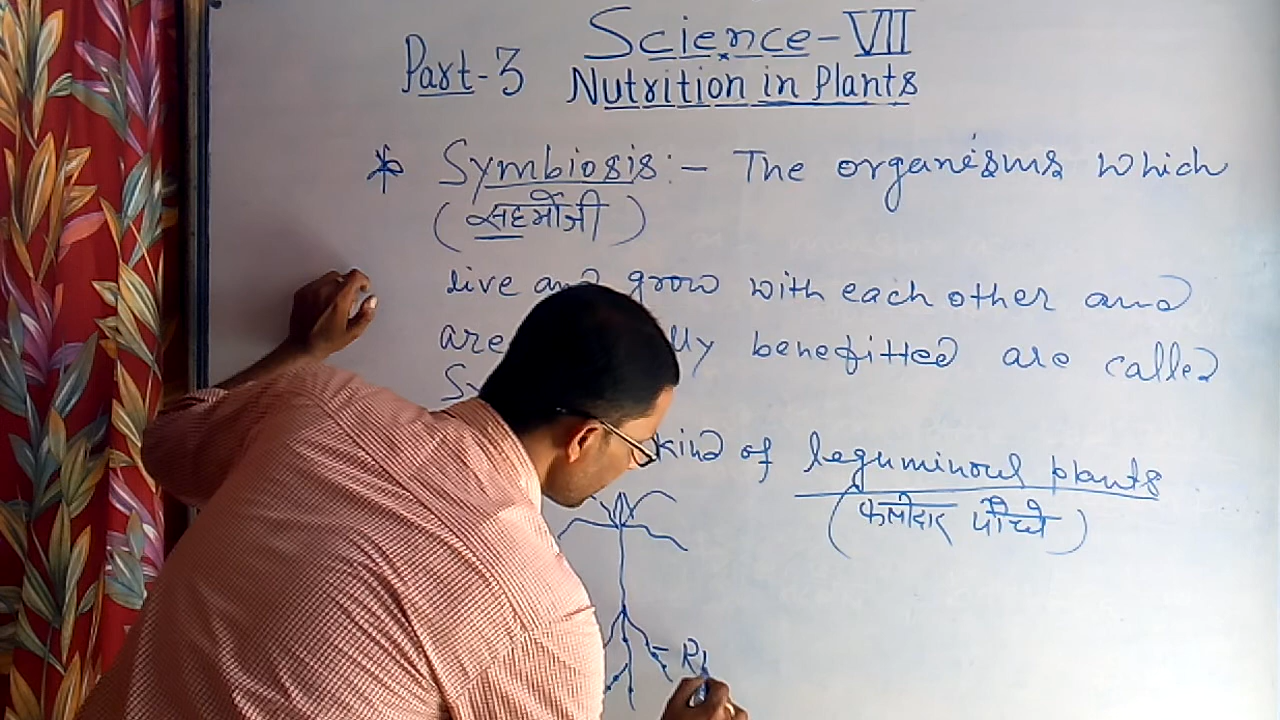 Science-VII
Part-3 Nutrition in Plants
* Symbiosis:- The organisms which
(सहभोजी)
live and grow with each other and
are benefitted are called
kind of leguminous plants
(फलीदार पौधे)